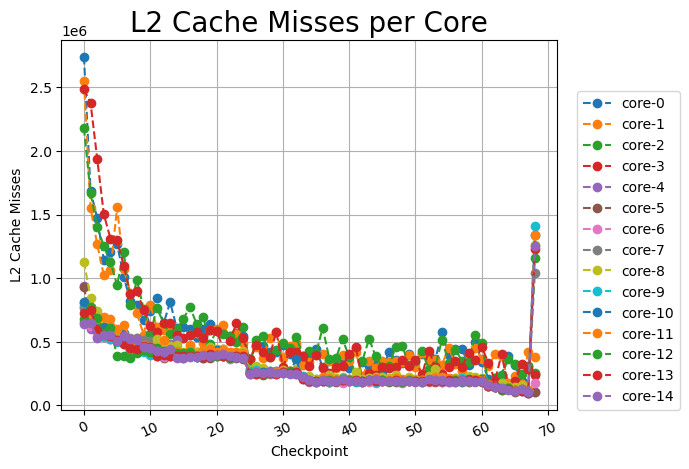 L2 Cache Misses per Core
1e6
2.5
2.0
1.5
1.0
0.5
0.0
L2 Cache Misses
0
10
20
30
40
50
60
70
Checkpoint
core-0
core-1
core-2
core-3
core-4
core-5
core-6
core-7
core-8
core-9
core-10
core-11
core-12
core-13
core-14